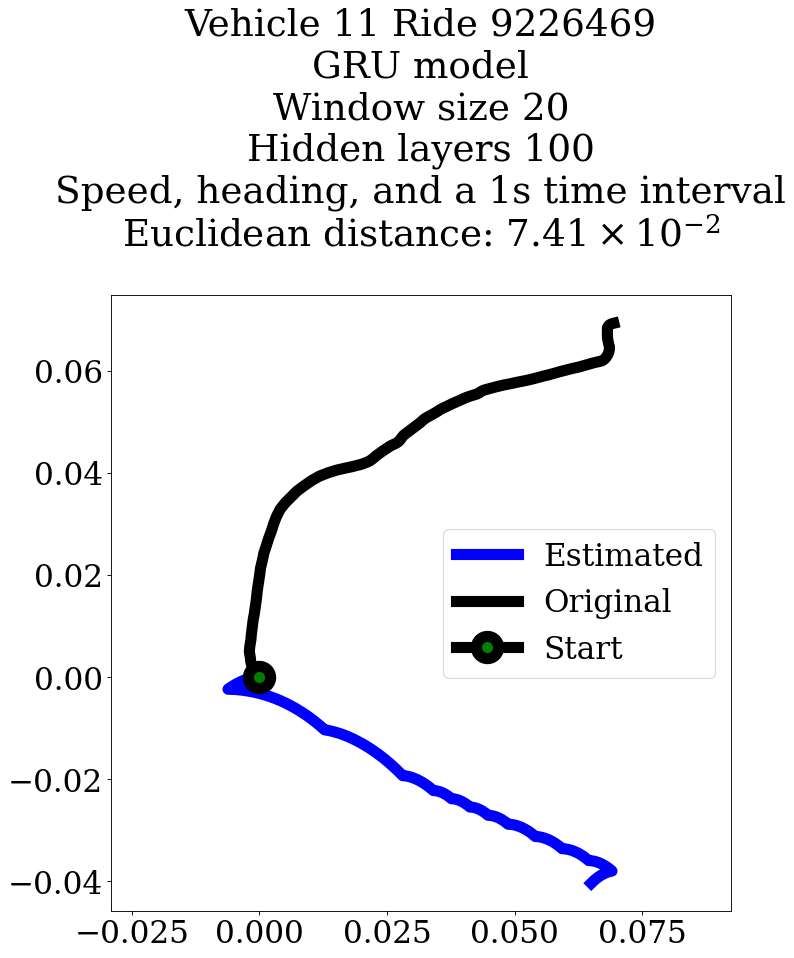 Vehicle 11 Ride 9226469
GRU model
Window size 20
Hidden layers 100
Speed, heading, and a 1s time interval
Euclidean distance: 7.41 × 10⁻²
0.06
0.04
0.02
0.00
−0.02
−0.04
Estimated
Original
Start
−0.025 0.000 0.025 0.050 0.075